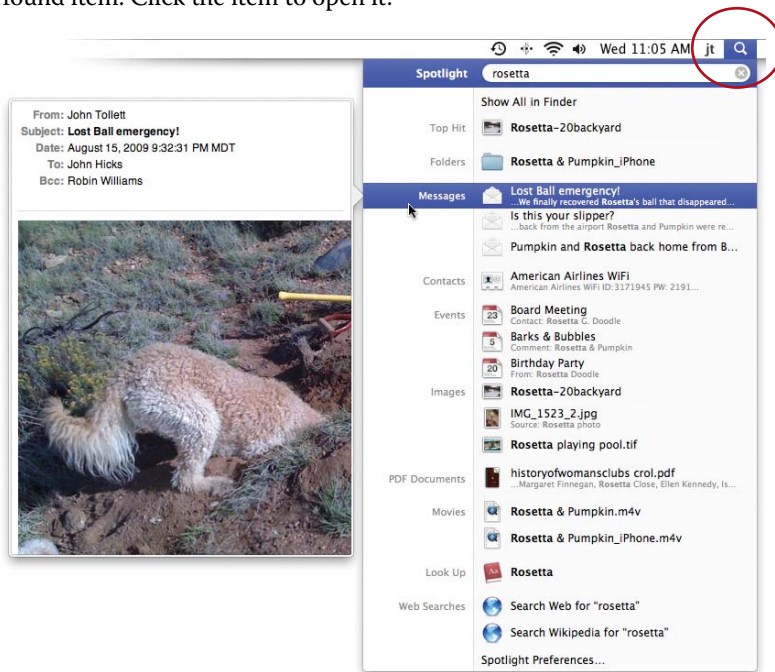 found item. Click the item to open it.
Wed 11:05 AM jt
Spotlight rosetta
Show All in Finder
Top Hit Rosetta-20backyard
Folders Rosetta & Pumpkin_iPhone
Messages Lost Ball emergency!
...We finally recovered Rosetta's ball that disappeared...
Is this your slipper?
...back from the airport Rosetta and Pumpkin were re...
Pumpkin and Rosetta back home from B...
Contacts American Airlines WiFi
American Airlines WiFi ID:3171945 PW: 2191...
Events Board Meeting
Contact: Rosetta G. Doodle
Barks & Bubbles
Comment: Rosetta & Pumpkin
Birthday Party
From: Rosetta Doodle
Images Rosetta-20backyard
IMG_1523_2.jpg
Source: Rosetta photo
Rosetta playing pool.tif
PDF Documents historyofwomansclubs crol.pdf
...Margaret Finnegan, Rosetta Close, Ellen Kennedy, Is...
Movies Rosetta & Pumpkin.m4v
Rosetta & Pumpkin_iPhone.m4v
Look Up Aa Rosetta
Web Searches Search Web for "rosetta"
Search Wikipedia for "rosetta"
Spotlight Preferences...
From: John Tollett
Subject: Lost Ball emergency!
Date: August 15, 2009 9:32:31 PM MDT
To: John Hicks
Bcc: Robin Williams
23
5
20